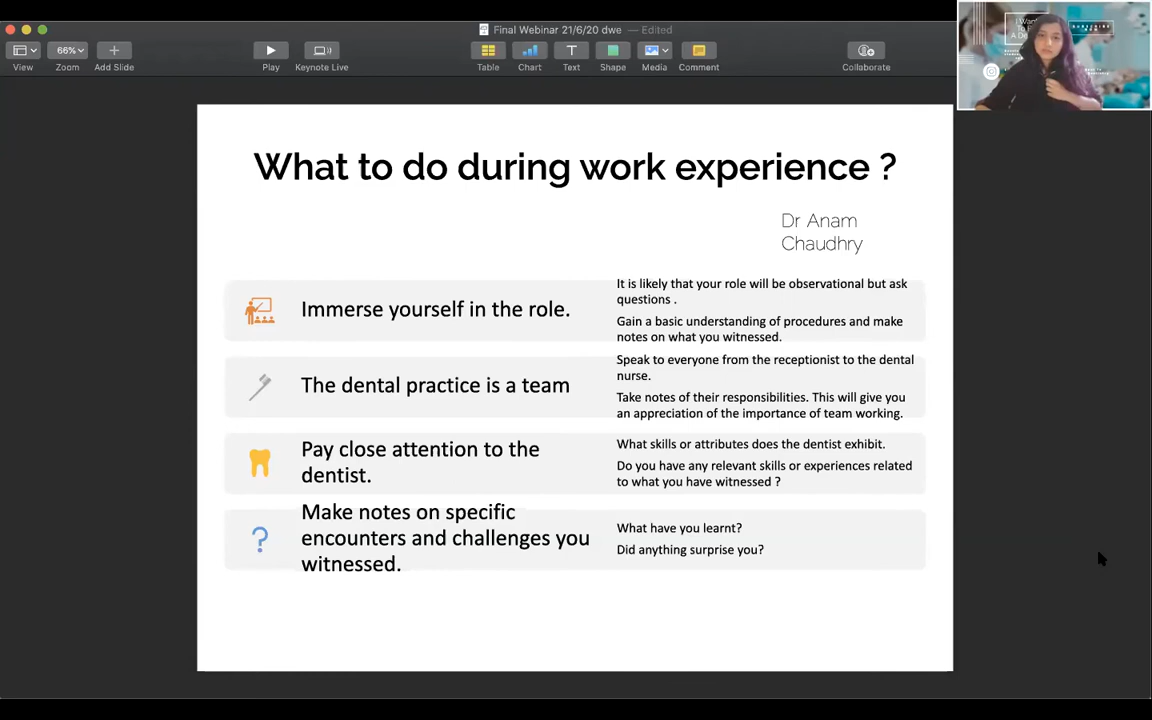 Final Webinar 21/6/20 dwe — Edited
66%
View
Zoom
Add Slide
Play
Keynote Live
Table
Chart
Text
Shape
Media
Comment
Collaborate
I Want
To
A De
What to do during work experience ?
Dr Anam
Chaudhry
Immerse yourself in the role.
It is likely that your role will be observational but ask
questions .
Gain a basic understanding of procedures and make
notes on what you witnessed.
The dental practice is a team
Speak to everyone from the receptionist to the dental
nurse.
Take notes of their responsibilities. This will give you
an appreciation of the importance of team working.
Pay close attention to the
dentist.
What skills or attributes does the dentist exhibit.
Do you have any relevant skills or experiences related
to what you have witnessed ?
Make notes on specific
encounters and challenges you
witnessed.
What have you learnt?
Did anything surprise you?